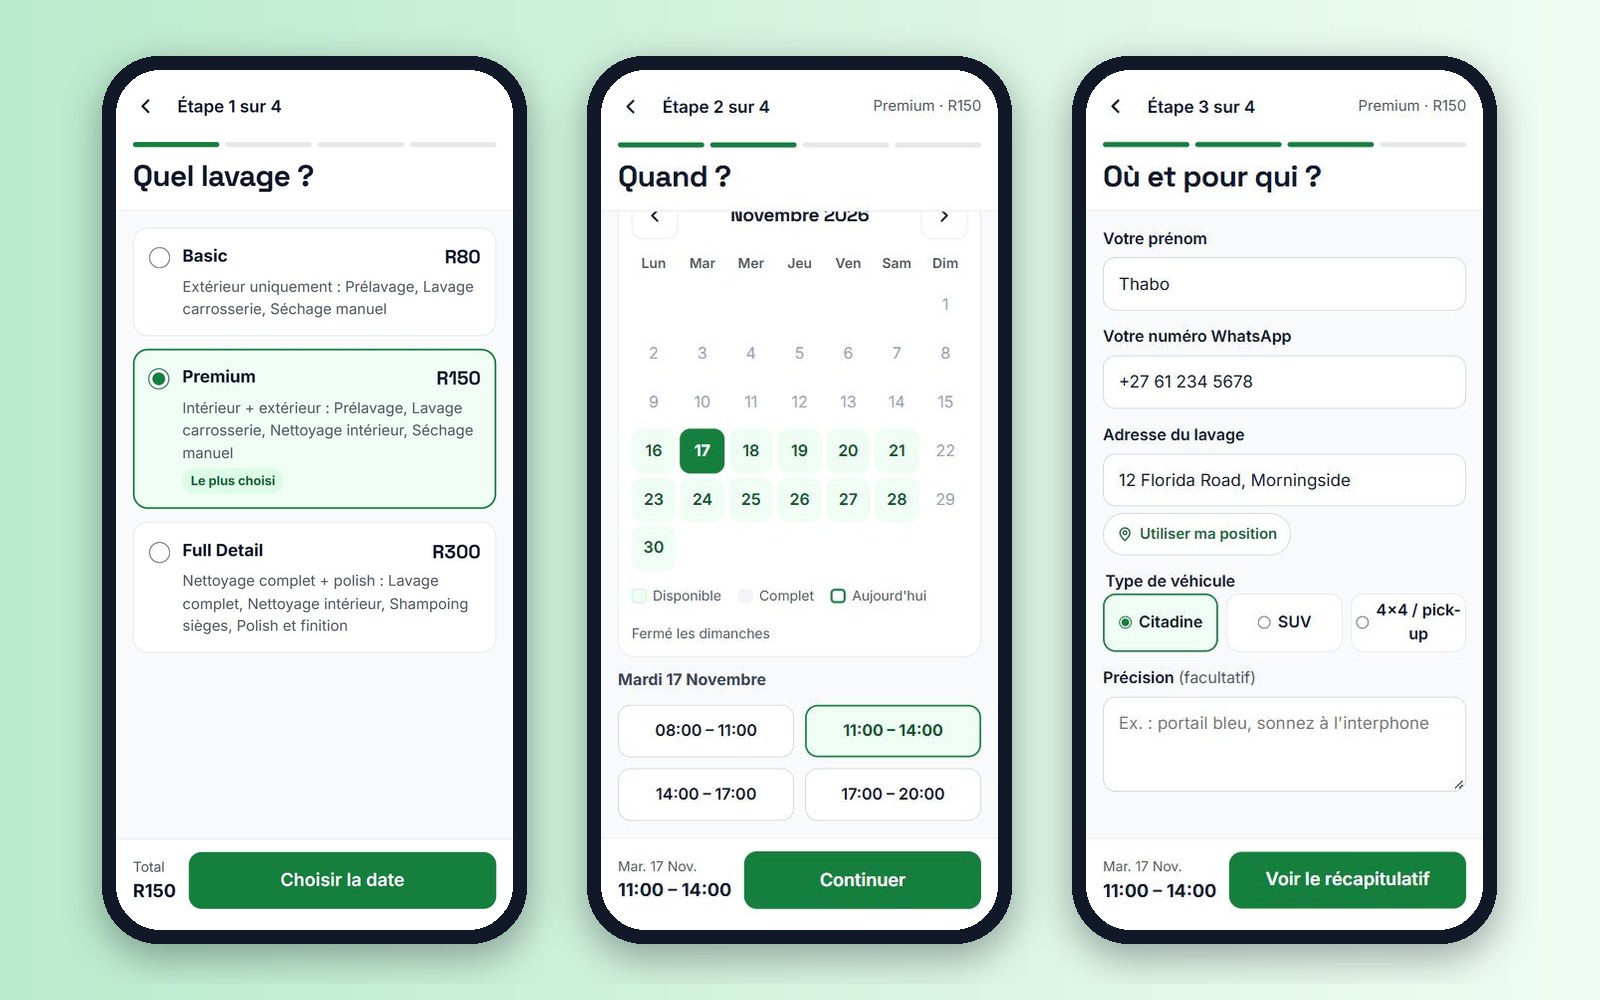 Étape 1 sur 4
Quel lavage ?
Basic
R80
Extérieur uniquement : Prélavage, Lavage
carrosserie, Séchage manuel
Premium
R150
Intérieur + extérieur : Prélavage, Lavage
carrosserie, Nettoyage intérieur, Séchage
manuel
Le plus choisi
Full Detail
R300
Nettoyage complet + polish : Lavage
complet, Nettoyage intérieur, Shampoing
sièges, Polish et finition
Total
R150
Choisir la date
Étape 2 sur 4
Premium · R150
Quand ?
Novembre 2026
Lun Mar Mer Jeu Ven Sam Dim
1
2 3 4 5 6 7 8
9 10 11 12 13 14 15
16 17 18 19 20 21 22
23 24 25 26 27 28 29
30
Disponible Complet Aujourd'hui
Fermé les dimanches
Mardi 17 Novembre
08:00 – 11:00
11:00 – 14:00
14:00 – 17:00
17:00 – 20:00
Mar. 17 Nov.
11:00 – 14:00
Continuer
Étape 3 sur 4
Premium · R150
Où et pour qui ?
Votre prénom
Thabo
Votre numéro WhatsApp
+27 61 234 5678
Adresse du lavage
12 Florida Road, Morningside
Utiliser ma position
Type de véhicule
Citadine
SUV
4×4 / pick-
up
Précision (facultatif)
Ex. : portail bleu, sonnez à l'interphone
Mar. 17 Nov.
11:00 – 14:00
Voir le récapitulatif